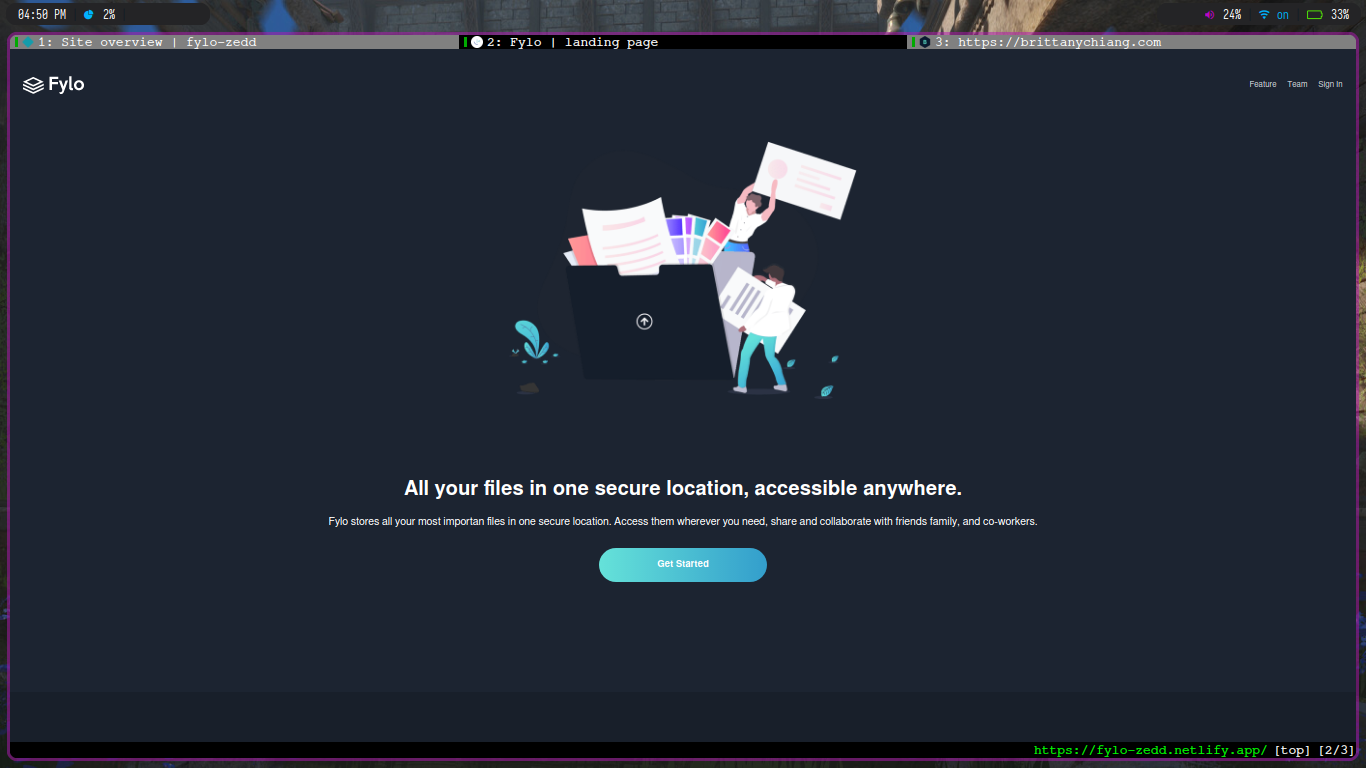 04:50 PM 2% 24% on 33%
1: Site overview | fylo-zedd 2: Fylo | landing page 3: https://brittanychiang.com
Fylo Feature Team Sign In
All your files in one secure location, accessible anywhere.
Fylo stores all your most importan files in one secure location. Access them wherever you need, share and collaborate with friends family, and co-workers.
Get Started
https://fylo-zedd.netlify.app/ [top] [2/3]